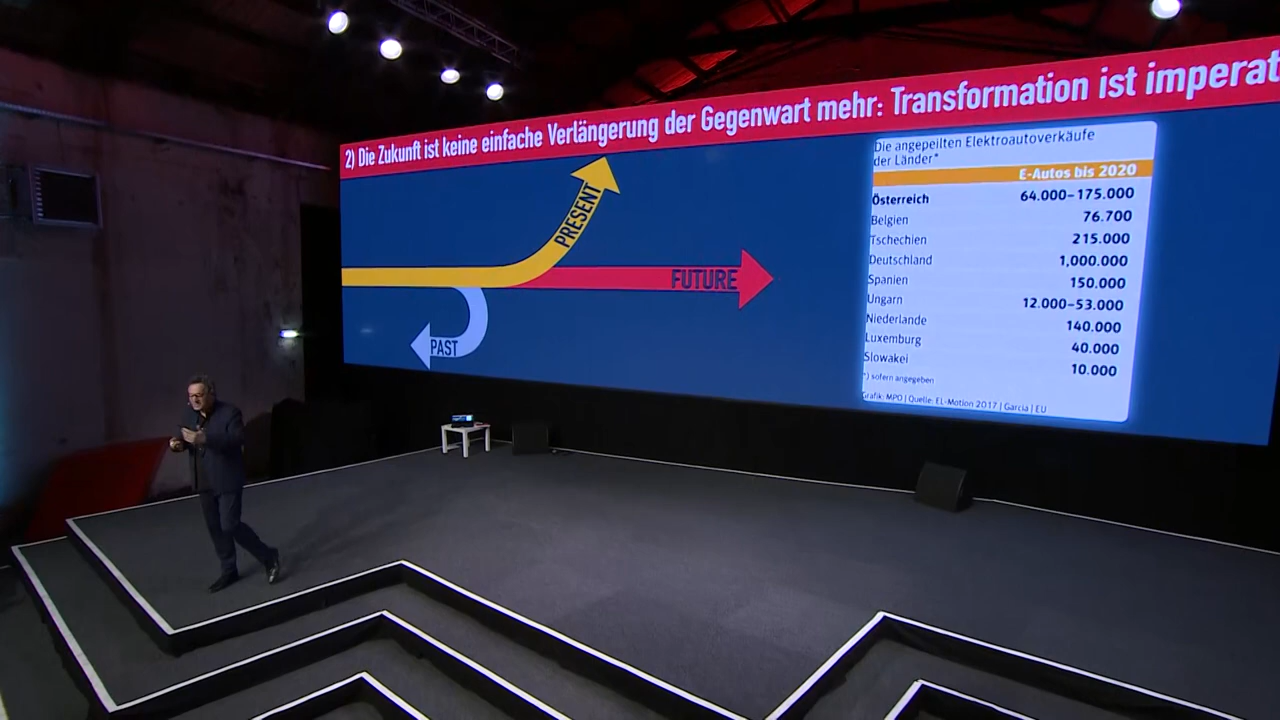 2) Die Zukunft ist keine einfache Verlängerung der Gegenwart mehr: Transformation ist imperat
PRESENT
FUTURE
PAST
Die angepeilten Elektroautoverkäufe
der Länder*
E-Autos bis 2020
Österreich 64.000–175.000
Belgien 76.700
Tschechien 215.000
Deutschland 1,000.000
Spanien 150.000
Ungarn 12.000–53.000
Niederlande 140.000
Luxemburg 40.000
Slowakei 10.000
*) sofern angegeben
Grafik: MPO | Quelle: EL-Motion 2017 | Garcia | EU